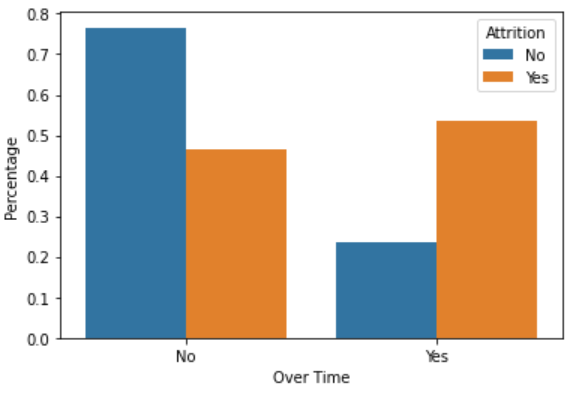 0.8
0.7
0.6
0.5
0.4
0.3
0.2
0.1
0.0
Percentage
Attrition
No
Yes
No Yes
Over Time